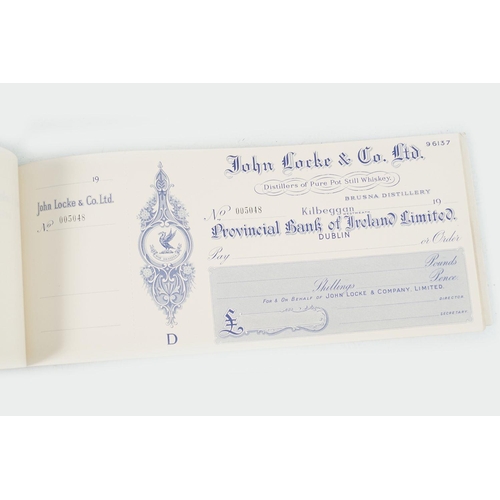 19
John Locke & Co. Ltd.
No 005048
D
96137
John Locke & Co. Ltd.
Distillers of Pure Pot Still Whiskey.
BRUSNA DISTILLERY
No 005048 Kilbeggan 19
Provincial Bank of Ireland Limited.
DUBLIN
Pay or Order
Pounds
Shillings Pence
FOR & ON BEHALF OF JOHN LOCKE & COMPANY, LIMITED.
DIRECTOR
£
SECRETARY